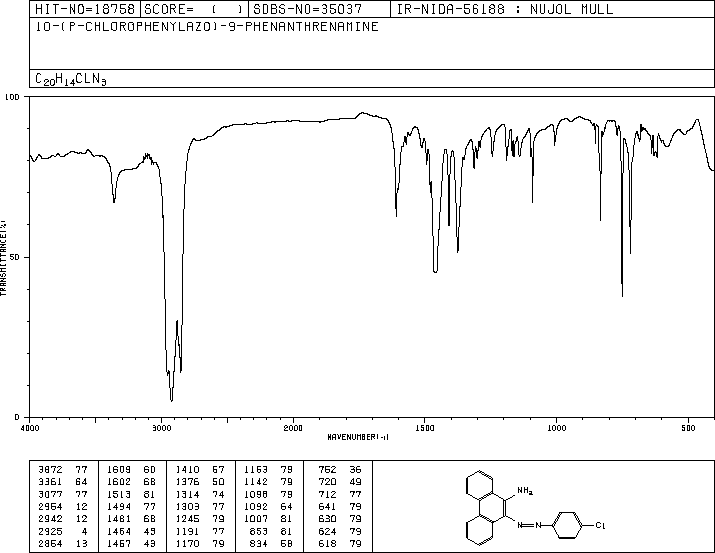 HIT-NO=18758 SCORE= ( ) SDBS-NO=35037 IR-NIDA-56188 : NUJOL MULL
10-(P-CHLOROPHENYLAZO)-9-PHENANTHRENAMINE
C20H14CLN3
100
50
0
TRANSMITTANCE(%)
4000 3000 2000 1500 1000 500
WAVENUMBER(-1)
3872 77 1609 60 1410 57 1163 79 752 36
3361 64 1602 68 1376 50 1142 79 720 49
3077 77 1513 81 1314 74 1098 79 712 77
2954 12 1494 77 1303 77 1092 64 641 79
2942 12 1481 68 1245 79 1007 81 630 79
2925 4 1464 43 1191 77 853 81 624 79
2854 13 1457 43 1170 79 834 58 618 79
NH2
N=N
Cl